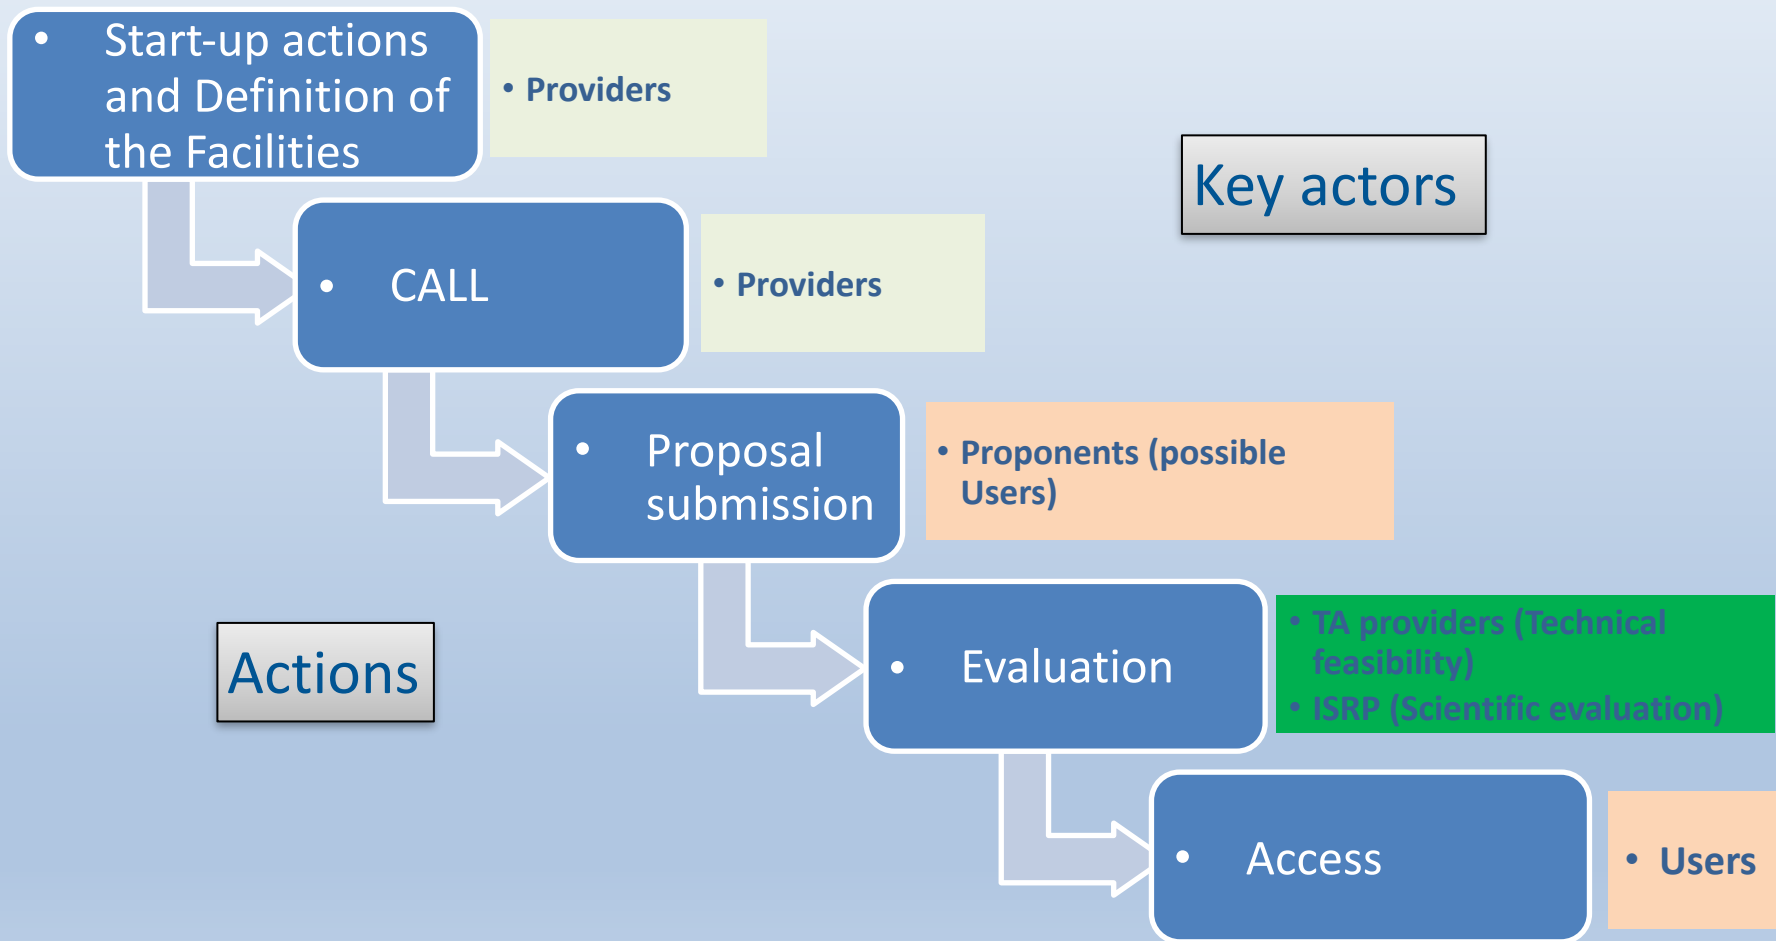 • Start-up actions
and Definition of
the Facilities
• Providers
Key actors
• CALL
• Providers
• Proposal
submission
• Proponents (possible
Users)
Actions
• Evaluation
• TA providers (Technical
feasibility)
• ISRP (Scientific evaluation)
• Access
• Users